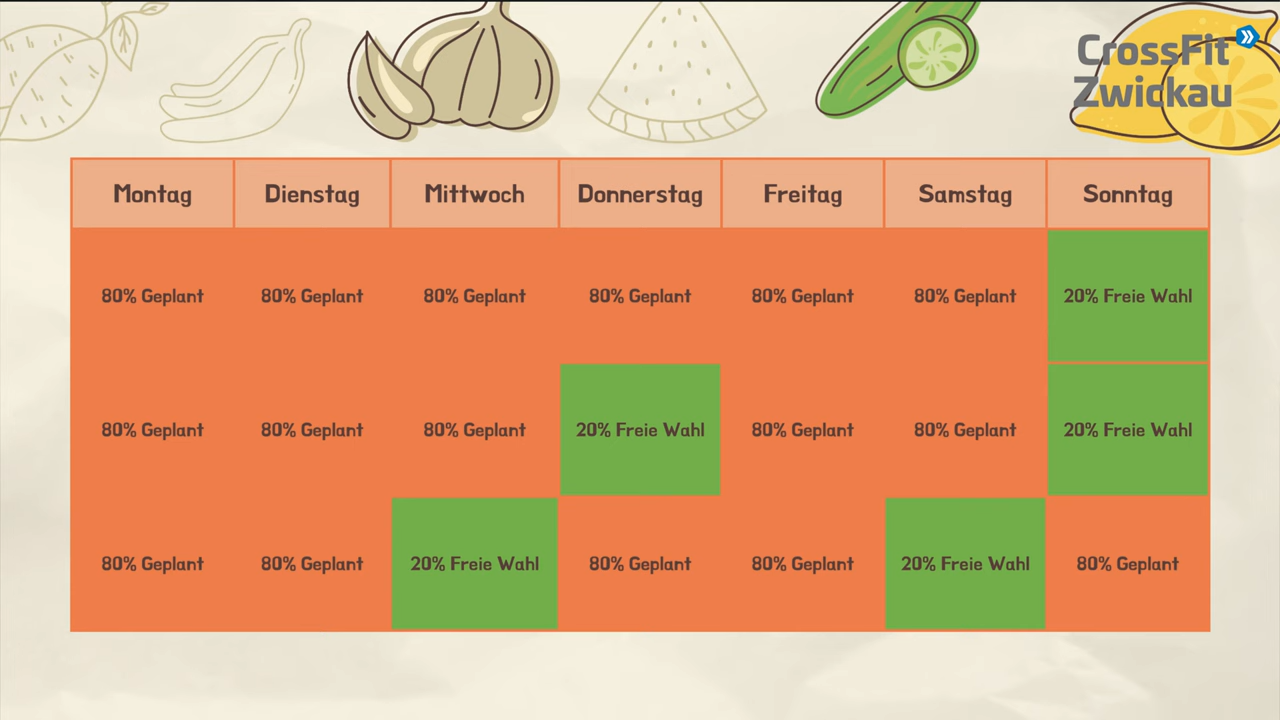 CrossFit
Zwickau
Montag Dienstag Mittwoch Donnerstag Freitag Samstag Sonntag
80% Geplant 80% Geplant 80% Geplant 80% Geplant 80% Geplant 80% Geplant 20% Freie Wahl
80% Geplant 80% Geplant 80% Geplant 20% Freie Wahl 80% Geplant 80% Geplant 20% Freie Wahl
80% Geplant 80% Geplant 20% Freie Wahl 80% Geplant 80% Geplant 20% Freie Wahl 80% Geplant